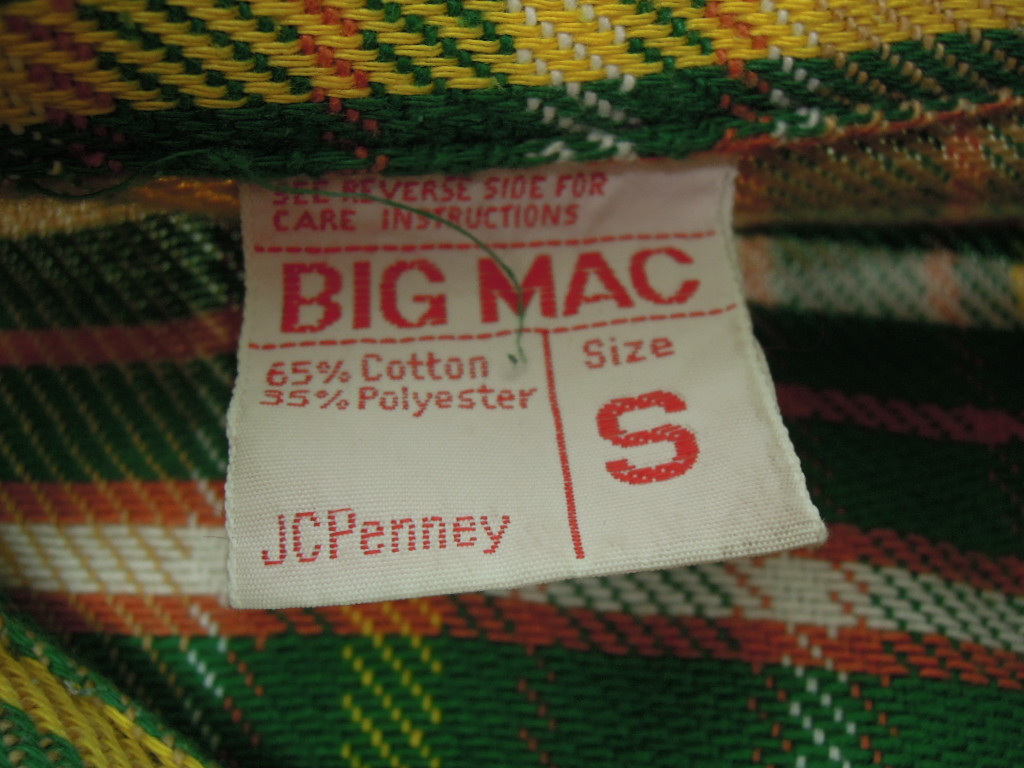 SEE REVERSE SIDE FOR
CARE INSTRUCTIONS
BIG MAC
65% Cotton
35% Polyester
Size
S
JCPenney